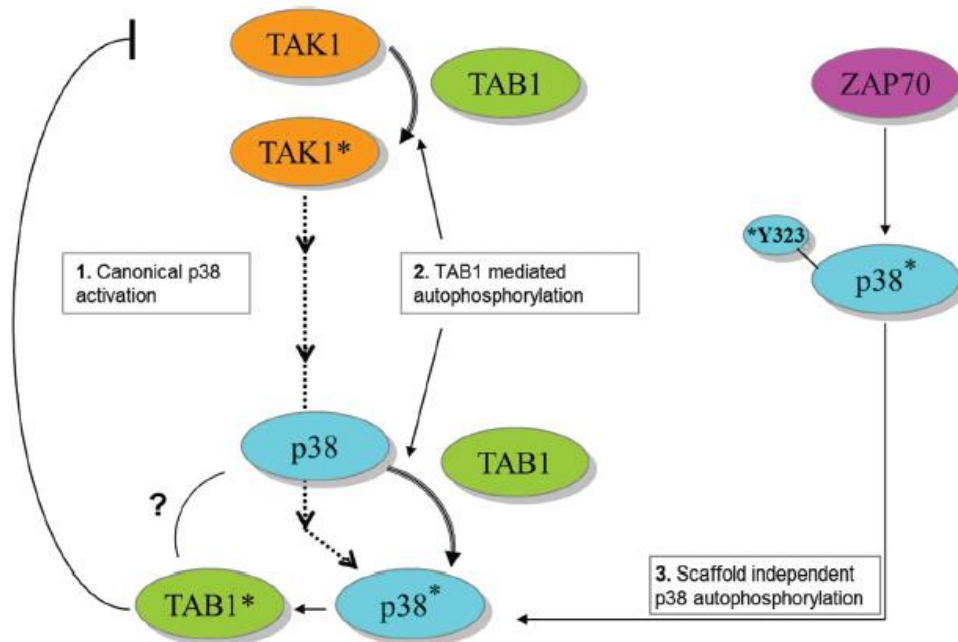 TAK1
TAB1
ZAP70
TAK1*
*Y323
p38*
1. Canonical p38
activation
2. TAB1 mediated
autophosphorylation
p38
TAB1
?
3. Scaffold independent
p38 autophosphorylation
TAB1*
p38*